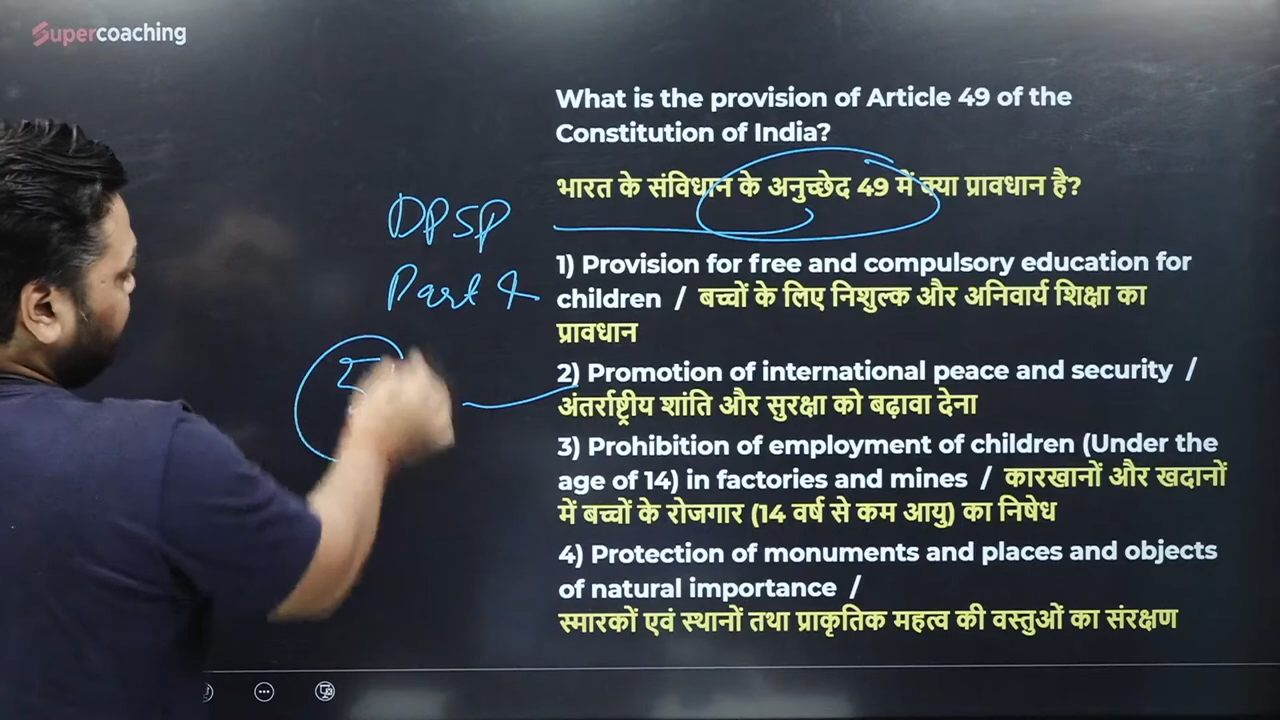 Supercoaching
What is the provision of Article 49 of the
Constitution of India?
भारत के संविधान के अनुच्छेद 49 में क्या प्रावधान है?
DPSP
Part 4
1) Provision for free and compulsory education for
children / बच्चों के लिए निशुल्क और अनिवार्य शिक्षा का
प्रावधान
2) Promotion of international peace and security /
अंतर्राष्ट्रीय शांति और सुरक्षा को बढ़ावा देना
3) Prohibition of employment of children (Under the
age of 14) in factories and mines / कारखानों और खदानों
में बच्चों के रोजगार (14 वर्ष से कम आयु) का निषेध
4) Protection of monuments and places and objects
of natural importance /
स्मारकों एवं स्थानों तथा प्राकृतिक महत्व की वस्तुओं का संरक्षण